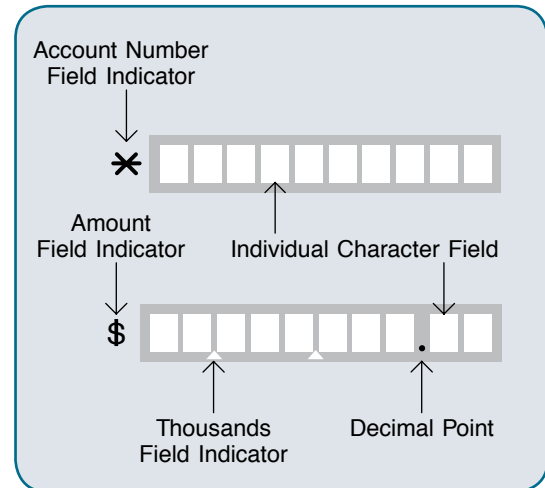 Account Number
Field Indicator
Amount
Field Indicator
Individual Character Field
$
.
Thousands
Field Indicator
Decimal Point